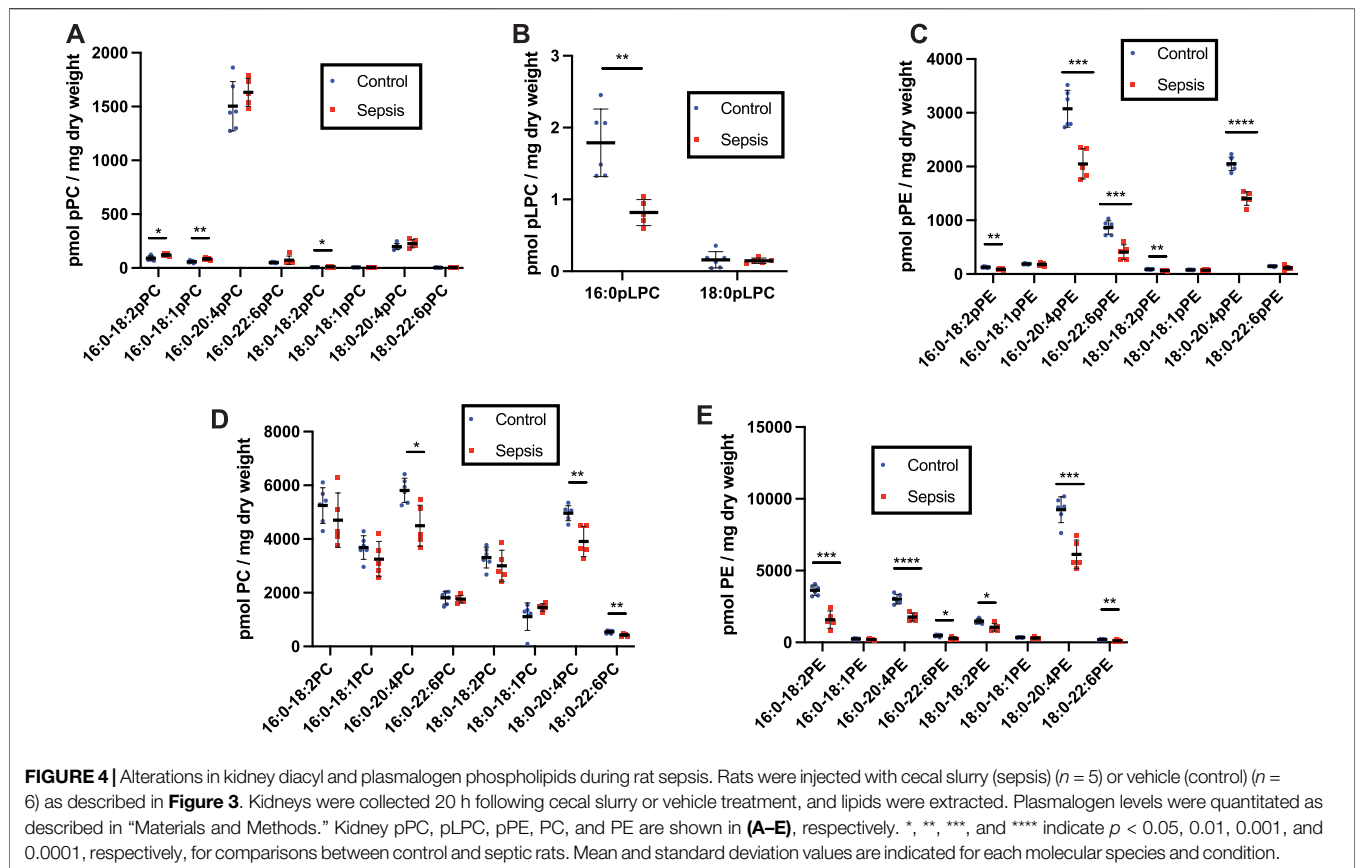 A
pmol pPC / mg dry weight
2000
1500
1000
500
0
Control
Sepsis
*
**
*
16:0-18:2pPC
16:0-18:1pPC
16:0-20:4pPC
16:0-22:6pPC
18:0-18:2pPC
18:0-18:1pPC
18:0-20:4pPC
18:0-22:6pPC
B
pmol pLPC / mg dry weight
3
2
1
0
**
Control
Sepsis
16:0pLPC
18:0pLPC
C
pmol pPE / mg dry weight
4000
3000
2000
1000
0
Control
Sepsis
**
***
***
**
****
16:0-18:2pPE
16:0-18:1pPE
16:0-20:4pPE
16:0-22:6pPE
18:0-18:2pPE
18:0-18:1pPE
18:0-20:4pPE
18:0-22:6pPE
D
pmol PC / mg dry weight
8000
6000
4000
2000
0
Control
Sepsis
*
**
**
16:0-18:2PC
16:0-18:1PC
16:0-20:4PC
16:0-22:6PC
18:0-18:2PC
18:0-18:1PC
18:0-20:4PC
18:0-22:6PC
E
pmol PE / mg dry weight
15000
10000
5000
0
Control
Sepsis
***
****
*
*
***
**
16:0-18:2PE
16:0-18:1PE
16:0-20:4PE
16:0-22:6PE
18:0-18:2PE
18:0-18:1PE
18:0-20:4PE
18:0-22:6PE
FIGURE 4 | Alterations in kidney diacyl and plasmalogen phospholipids during rat sepsis. Rats were injected with cecal slurry (sepsis) (n = 5) or vehicle (control) (n =
6) as described in Figure 3. Kidneys were collected 20 h following cecal slurry or vehicle treatment, and lipids were extracted. Plasmalogen levels were quantitated as
described in “Materials and Methods.” Kidney pPC, pLPC, pPE, PC, and PE are shown in (A–E), respectively. *, **, ***, and **** indicate p < 0.05, 0.01, 0.001, and
0.0001, respectively, for comparisons between control and septic rats. Mean and standard deviation values are indicated for each molecular species and condition.